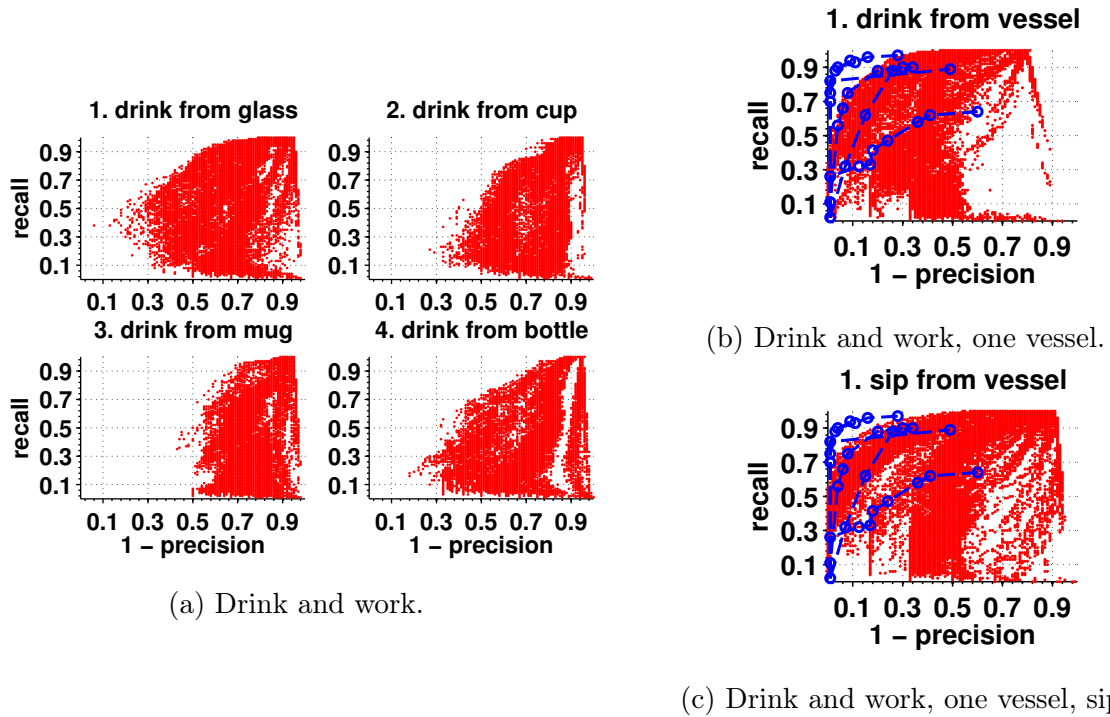 1. drink from glass
2. drink from cup
recall
0.9
0.7
0.5
0.3
0.1
0.1 0.3 0.5 0.7 0.9
0.1 0.3 0.5 0.7 0.9
3. drink from mug
4. drink from bottle
recall
0.9
0.7
0.5
0.3
0.1
0.9
0.7
0.5
0.3
0.1
0.9
0.7
0.5
0.3
0.1
0.1 0.3 0.5 0.7 0.9
1 − precision
0.1 0.3 0.5 0.7 0.9
1 − precision
(a) Drink and work.
1. drink from vessel
recall
0.9
0.7
0.5
0.3
0.1
0.1 0.3 0.5 0.7 0.9
1 − precision
(b) Drink and work, one vessel.
1. sip from vessel
recall
0.9
0.7
0.5
0.3
0.1
0.1 0.3 0.5 0.7 0.9
1 − precision
(c) Drink and work, one vessel, sip